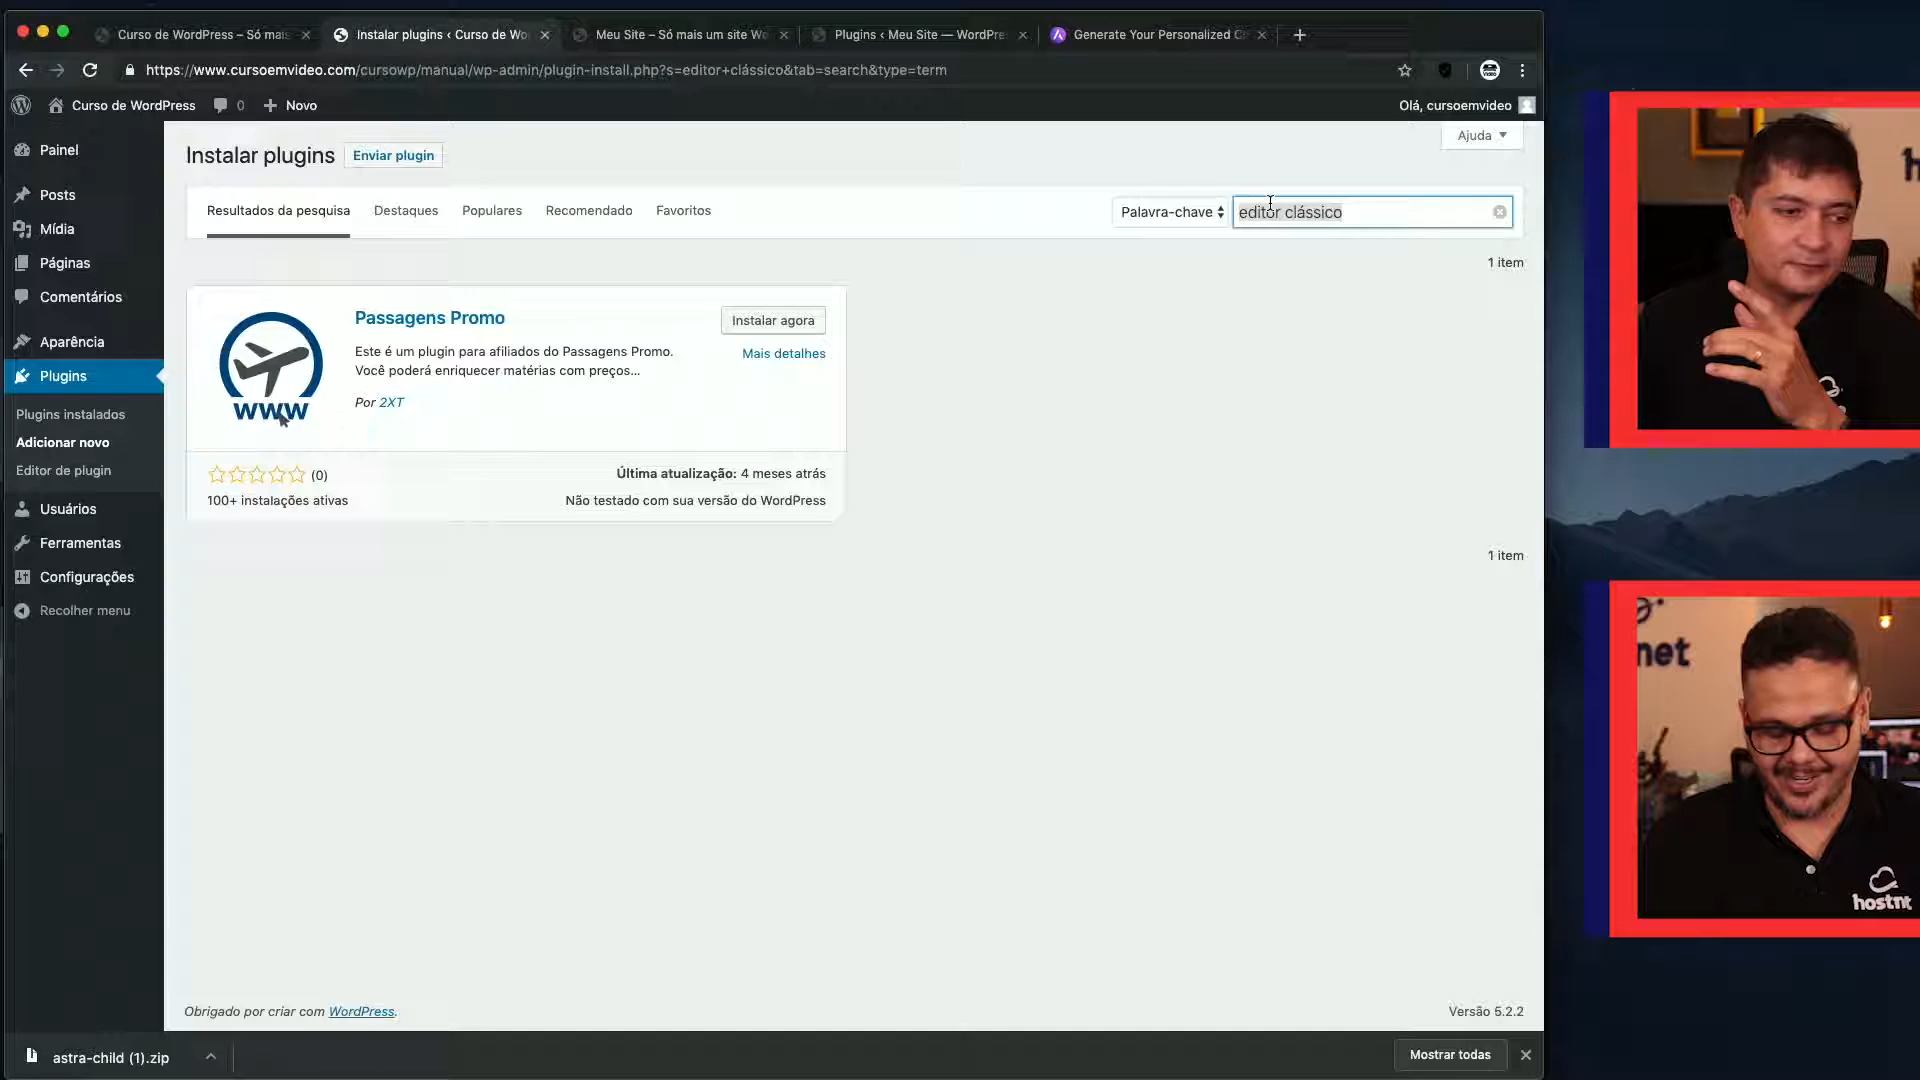 Curso de WordPress – Só mais
Instalar plugins ‹ Curso de Wo
Meu Site – Só mais um site Wo
Plugins ‹ Meu Site — WordPre
Generate Your Personalized C
https://www.cursoemvideo.com/cursowp/manual/wp-admin/plugin-install.php?s=editor+clássico&tab=search&type=term
Curso de WordPress
0
Novo
Olá, cursoemvideo
Ajuda
Painel
Posts
Mídia
Páginas
Comentários
Aparência
Plugins
Plugins instalados
Adicionar novo
Editor de plugin
Usuários
Ferramentas
Configurações
Recolher menu
Instalar plugins
Enviar plugin
Resultados da pesquisa
Destaques
Populares
Recomendado
Favoritos
Palavra-chave
editor clássico
1 item
Passagens Promo
Instalar agora
Este é um plugin para afiliados do Passagens Promo.
Mais detalhes
Você poderá enriquecer matérias com preços...
Por 2XT
WWW
(0)
Última atualização: 4 meses atrás
100+ instalações ativas
Não testado com sua versão do WordPress
1 item
Obrigado por criar com WordPress.
Versão 5.2.2
astra-child (1).zip
Mostrar todas
net
hostnt